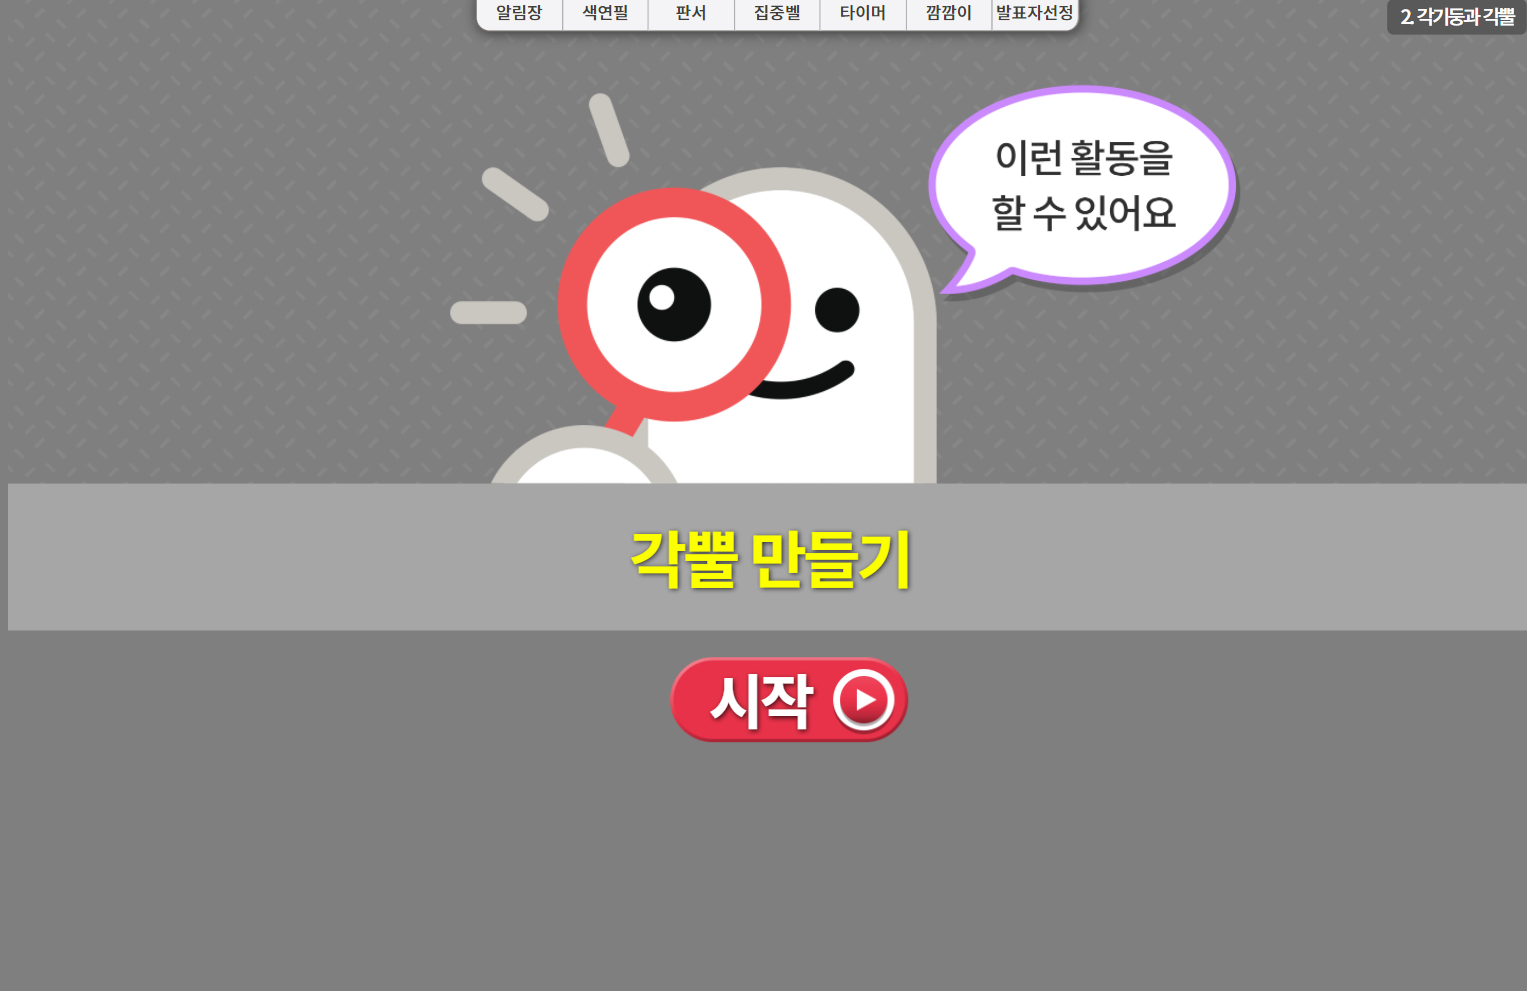 알림장 색연필 판서 집중벨 타이머 깜깜이 발표자선정
2. 각기둥과 각뿔
이런 활동을
할 수 있어요
각뿔 만들기
시작